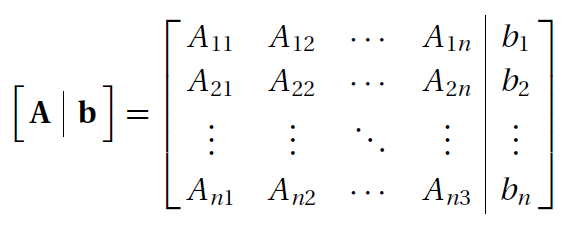 [ A | b ] = [ A₁₁ A₁₂ ⋯ A₁ₙ | b₁ ]
A₂₁ A₂₂ ⋯ A₂ₙ | b₂
⋮ ⋮ ⋱ ⋮ | ⋮
Aₙ₁ Aₙ₂ ⋯ Aₙ₃ | bₙ